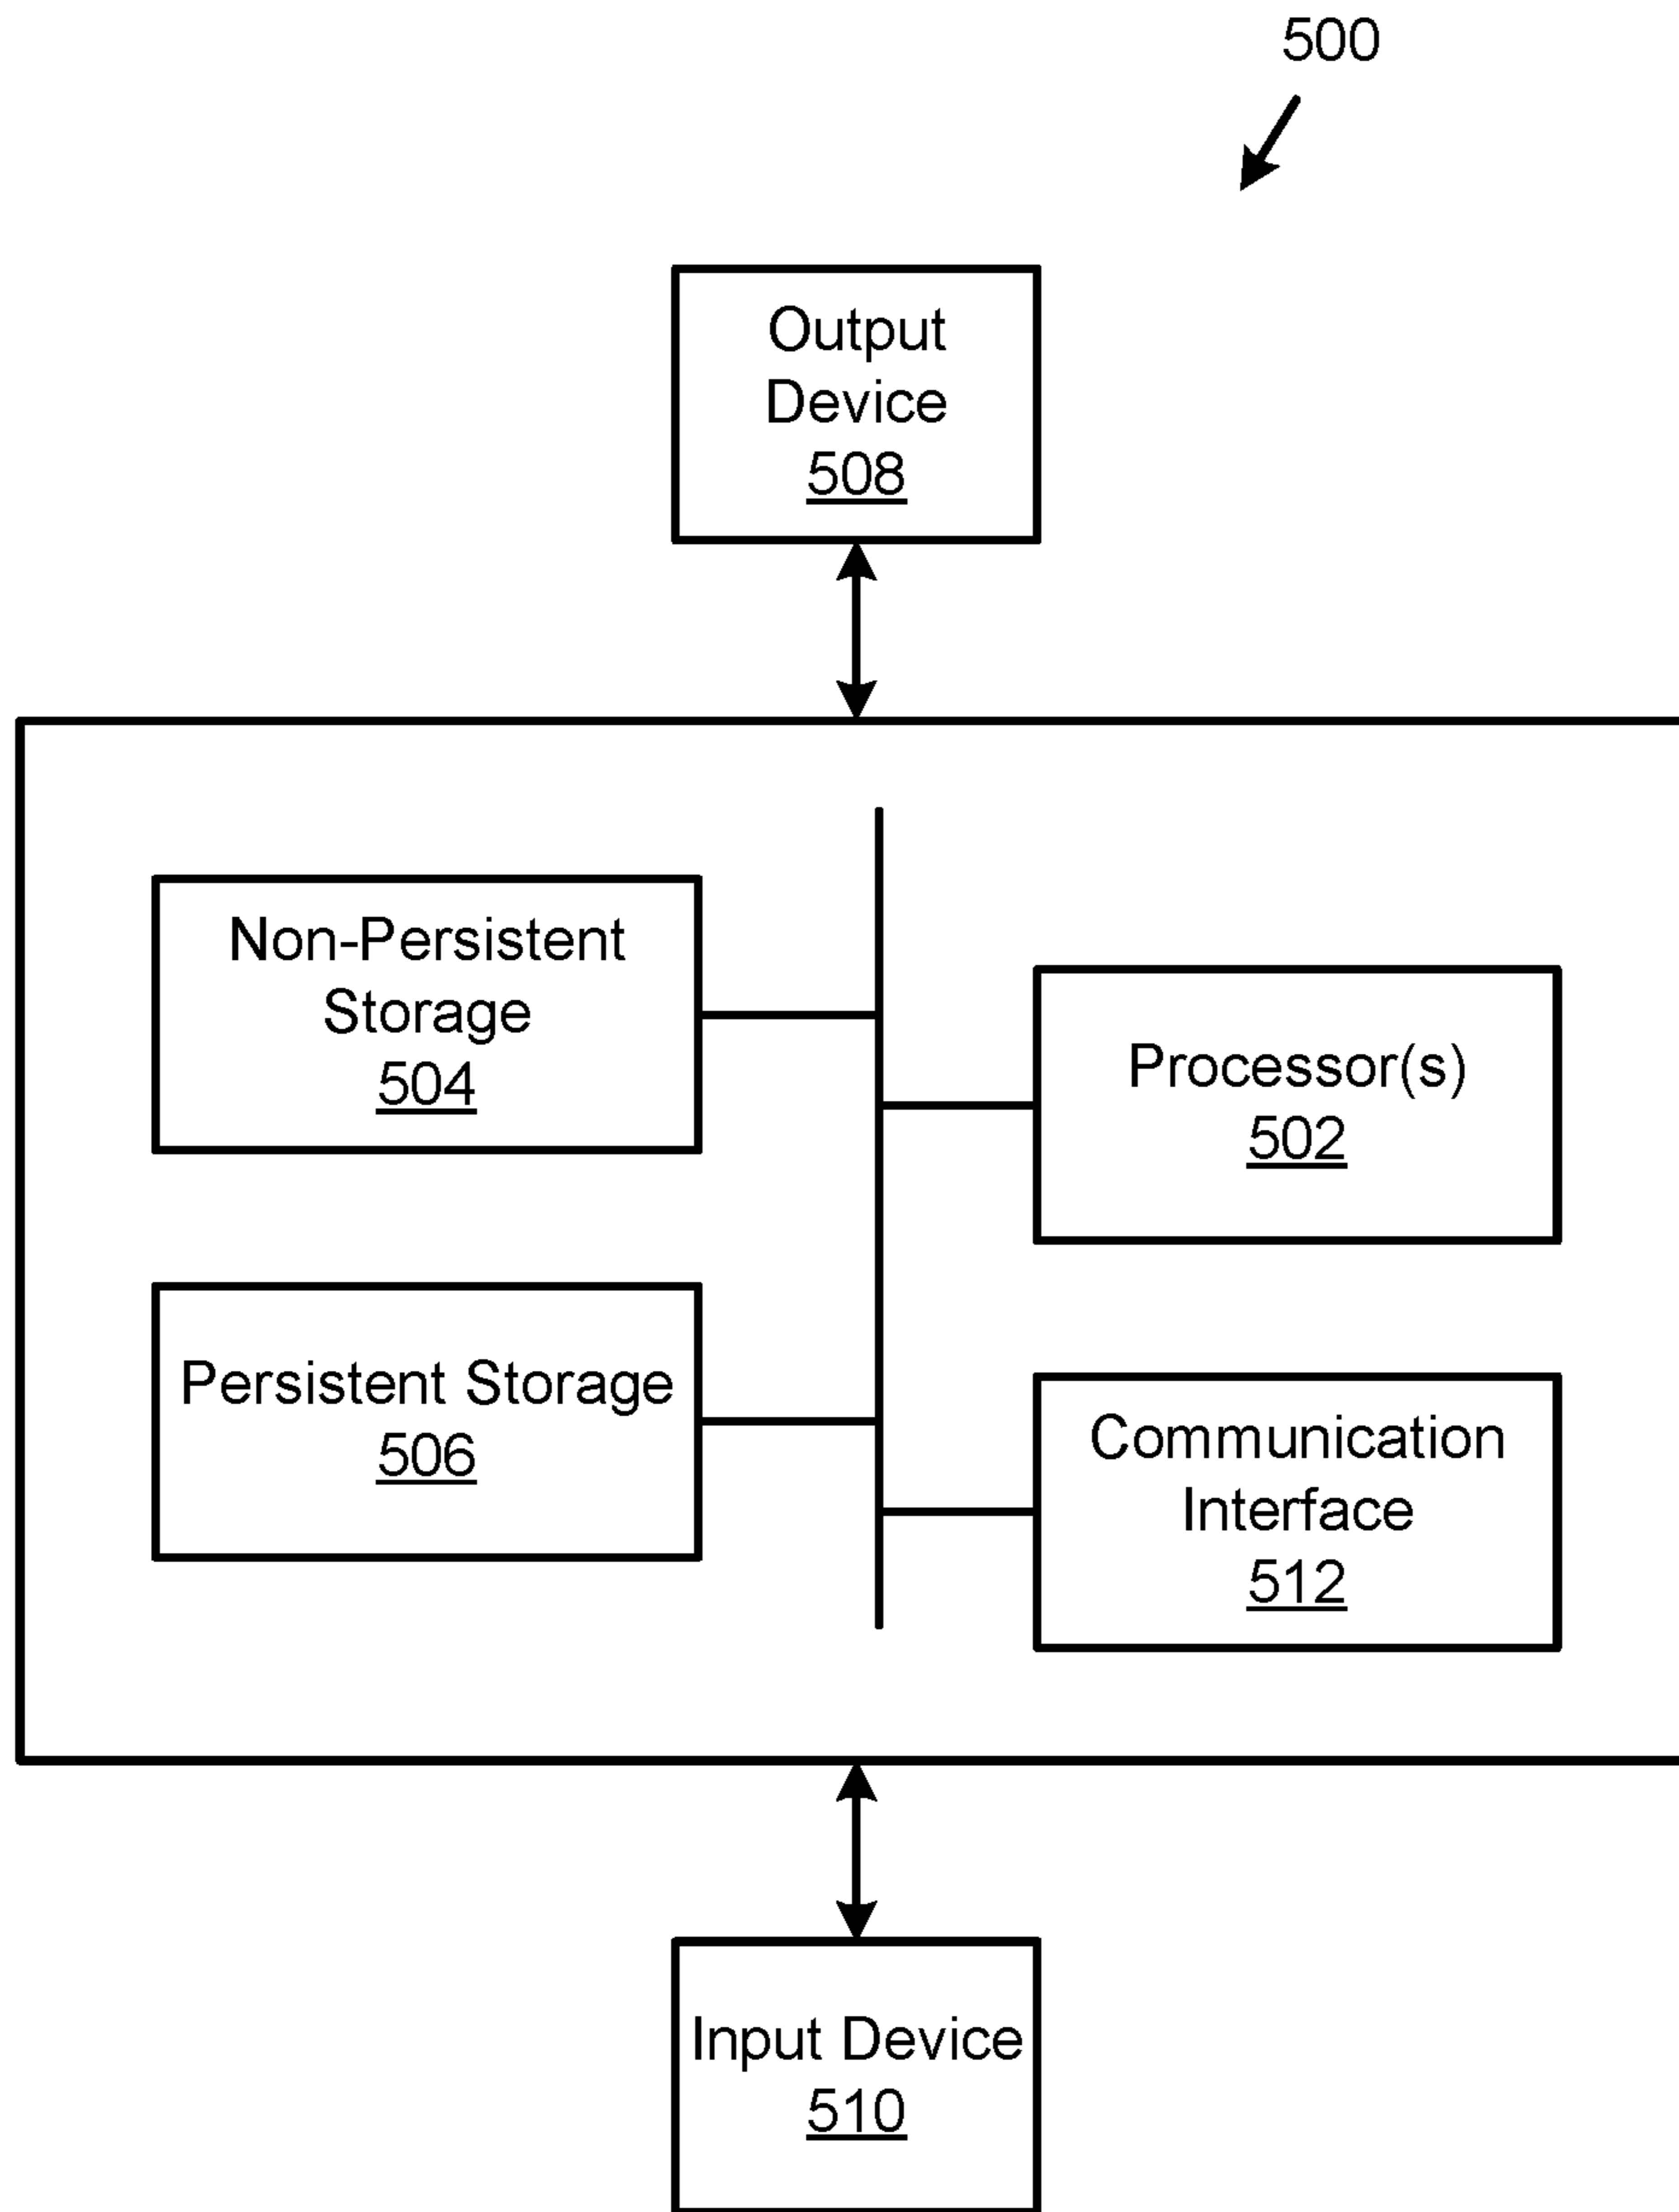 500
Output
Device
508
Non-Persistent
Storage
504
Processor(s)
502
Persistent Storage
506
Communication
Interface
512
Input Device
510